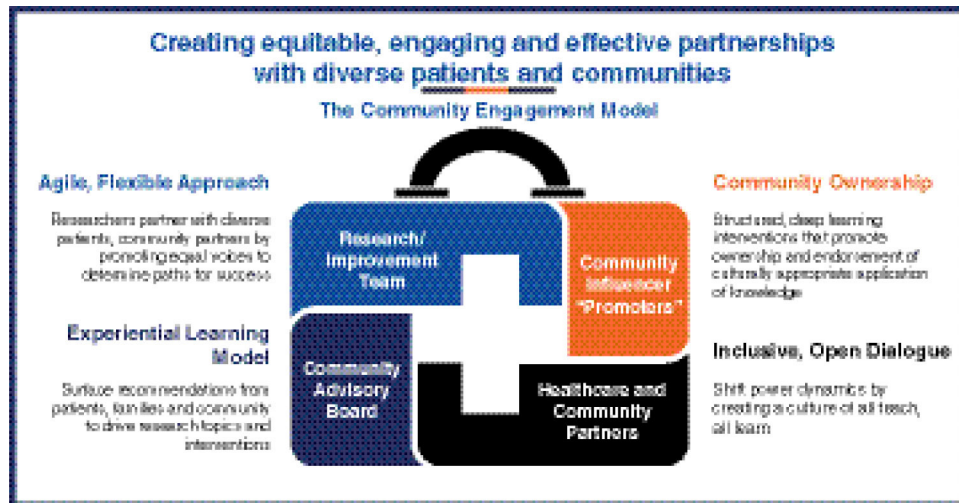 Creating equitable, engaging and effective partnerships
with diverse patients and communities
The Community Engagement Model
Agile, Flexible Approach
Researchers partner with diverse
patients, community partners by
promoting equal voices to
determine paths for success
Experiential Learning
Model
Surface recommendations from
patients, families and community
to drive research topics and
interventions
Research/
Improvement
Team
Community
Influencer
"Promoters"
Community
Advisory
Board
Healthcare and
Community
Partners
Community Ownership
Structured, deep learning
interventions that promote
ownership and endorsement of
culturally appropriate application
of knowledge
Inclusive, Open Dialogue
Shift power dynamics by
creating a culture of all teach,
all learn